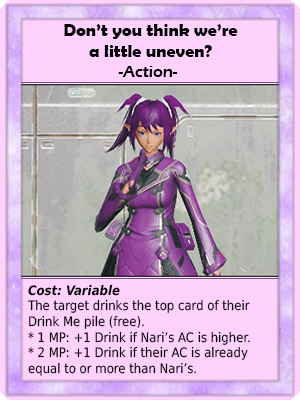 Don't you think we're
a little uneven?
-Action-
Cost: Variable
The target drinks the top card of their
Drink Me pile (free).
* 1 MP: +1 Drink if Nari's AC is higher.
* 2 MP: +1 Drink if their AC is already
equal to or more than Nari's.